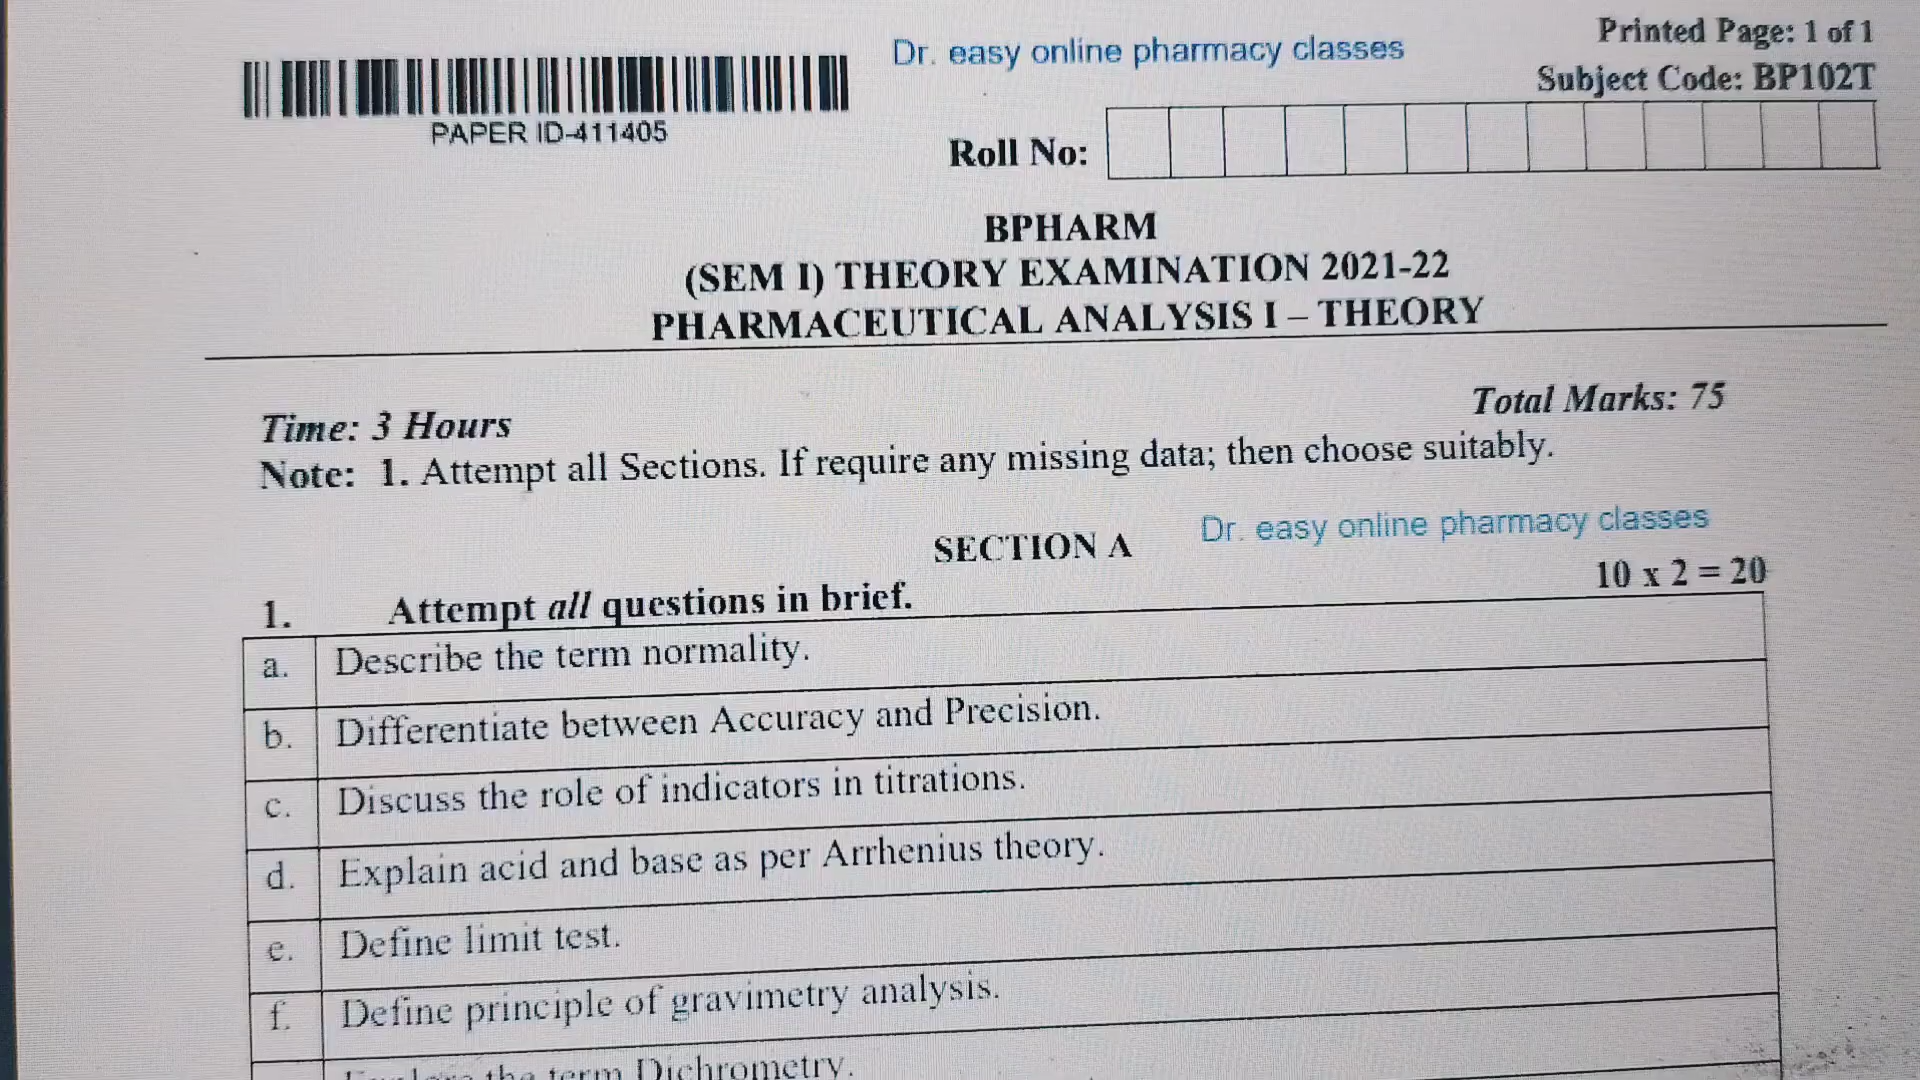 Dr. easy online pharmacy classes
Printed Page: 1 of 1
Subject Code: BP102T
PAPER ID-411405
Roll No:
BPHARM
(SEM I) THEORY EXAMINATION 2021-22
PHARMACEUTICAL ANALYSIS I – THEORY
Time: 3 Hours
Total Marks: 75
Note: 1. Attempt all Sections. If require any missing data; then choose suitably.
SECTION A
Dr. easy online pharmacy classes
10 x 2 = 20
1. Attempt all questions in brief.
a. Describe the term normality.
b. Differentiate between Accuracy and Precision.
c. Discuss the role of indicators in titrations.
d. Explain acid and base as per Arrhenius theory.
e. Define limit test.
f. Define principle of gravimetry analysis.
the term Dichrometry.